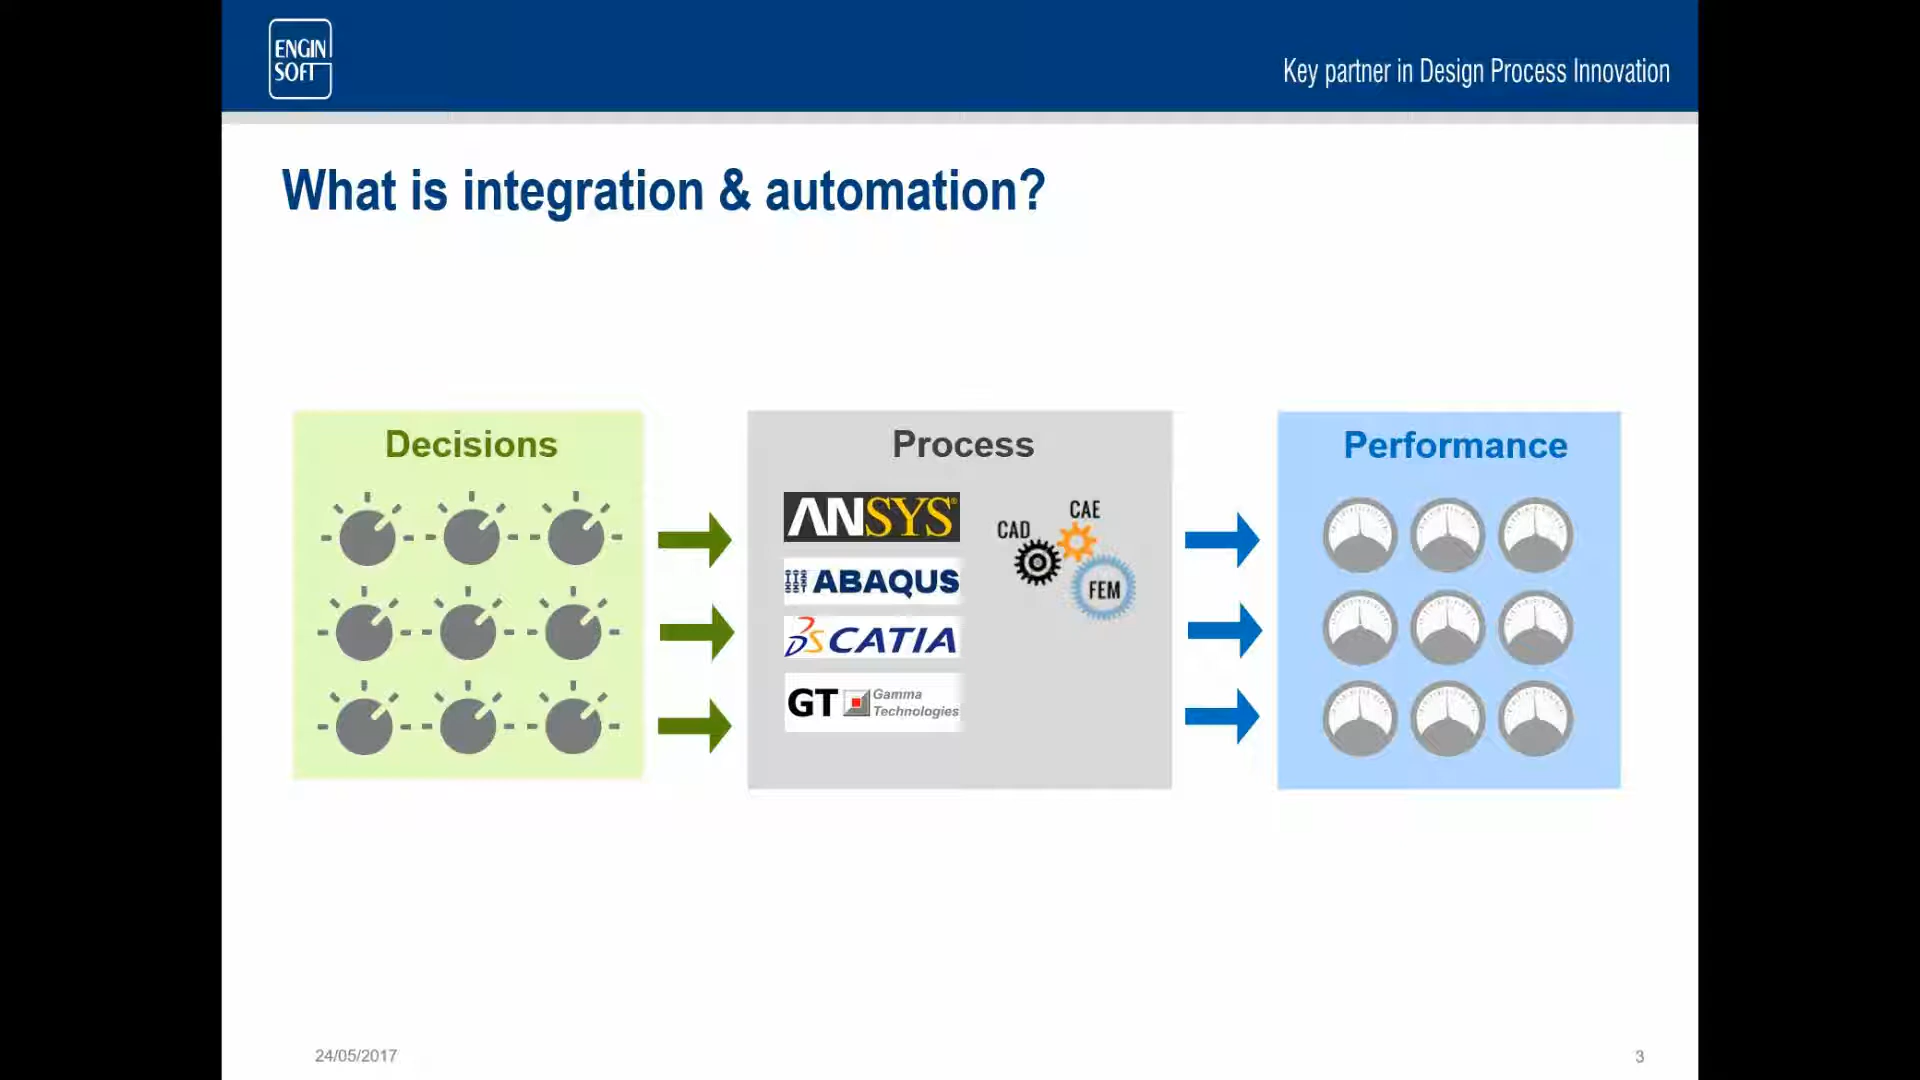 ENGIN
SOFT
Key partner in Design Process Innovation
What is integration & automation?
Decisions
Process
Performance
ANSYS®
ABAQUS
CATIA
GT Gamma
Technologies
CAE
CAD
FEM
24/05/2017
3